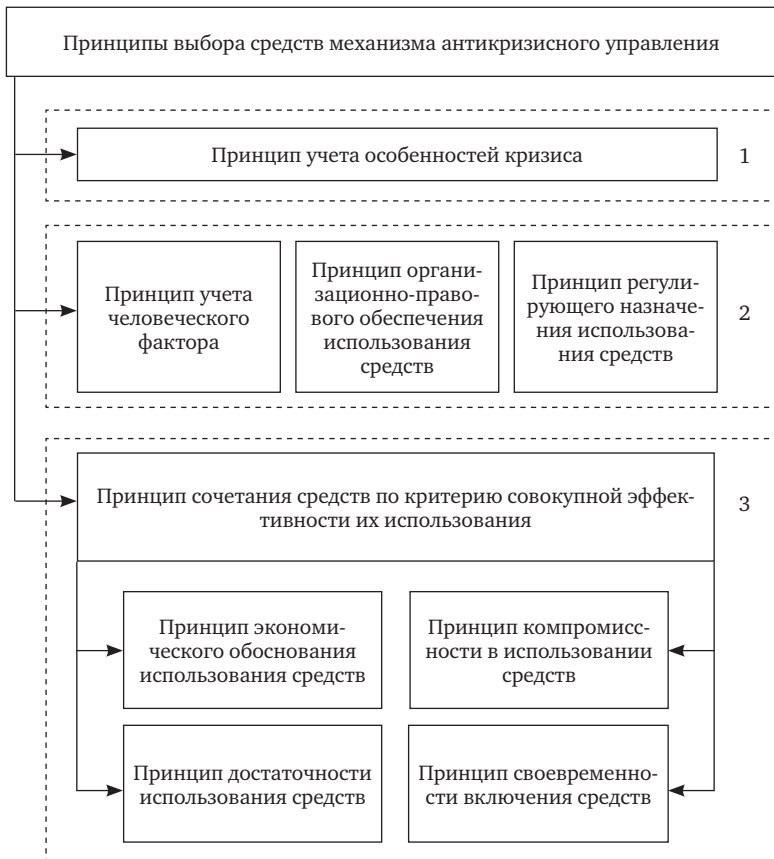 Принципы выбора средств механизма антикризисного управления
Принцип учета особенностей кризиса
1
Принцип учета
человеческого
фактора
Принцип органи-
зационно-право-
вого обеспечения
использования
средств
Принцип регули-
рующего назначе-
ния использова-
ния средств
2
Принцип сочетания средств по критерию совокупной эффек-
тивности их использования
3
Принцип экономи-
ческого обоснования
использования средств
Принцип компромисс-
ности в использовании
средств
Принцип достаточности
использования средств
Принцип своевременно-
сти включения средств